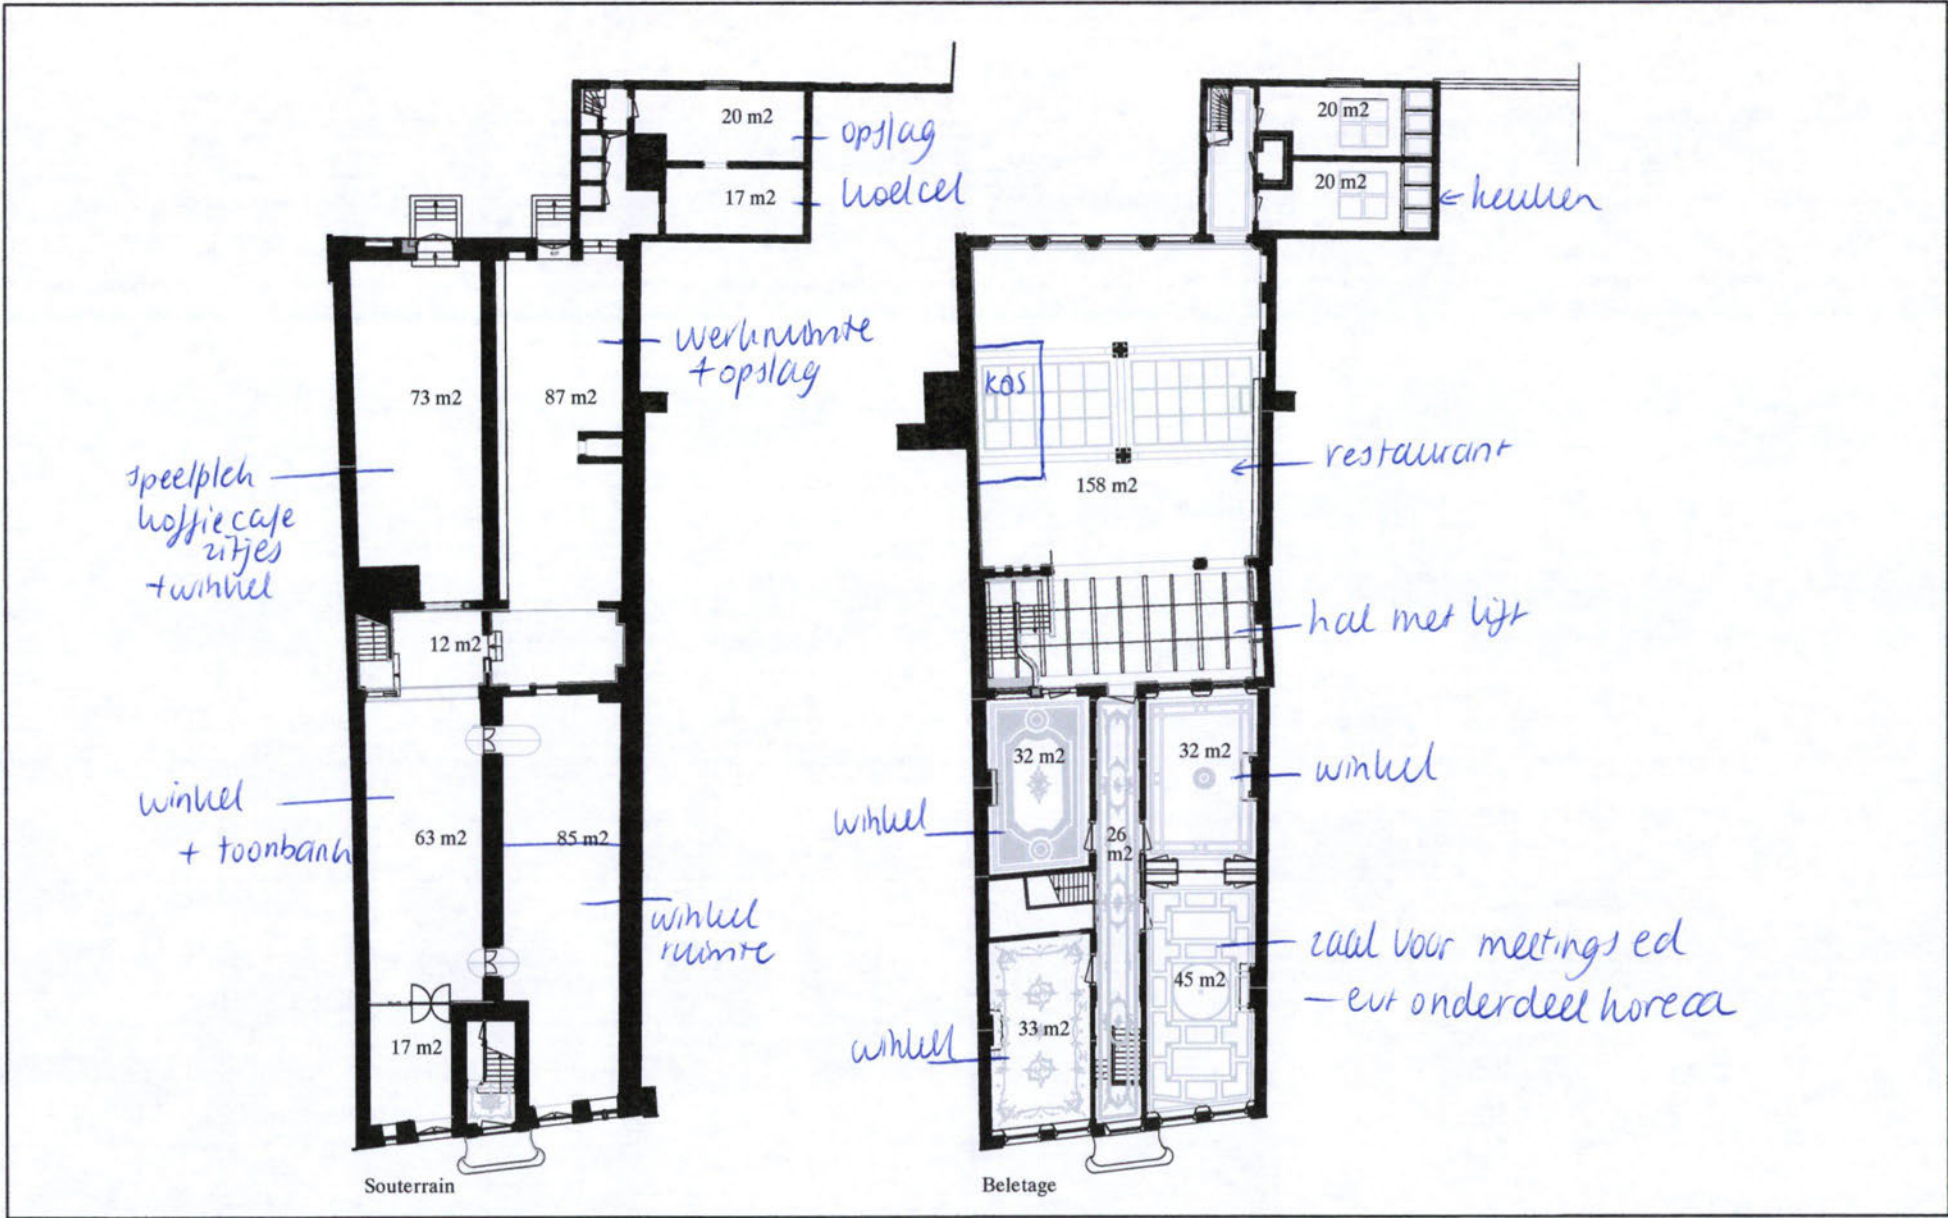 20 m2
opslag
17 m2
koelcel
werkruimte
+ opslag
73 m2
87 m2
speelplek
koffiecafe
zitjes
+ winkel
12 m2
winkel
+ toonbank
63 m2
85 m2
winkel
ruimte
17 m2
Souterrain
20 m2
20 m2
keuken
kas
restaurant
158 m2
hal met lift
32 m2
32 m2
winkel
winkel
26
m2
zaal voor meetings ed
— evt onderdeel horeca
45 m2
33 m2
winkel
Beletage